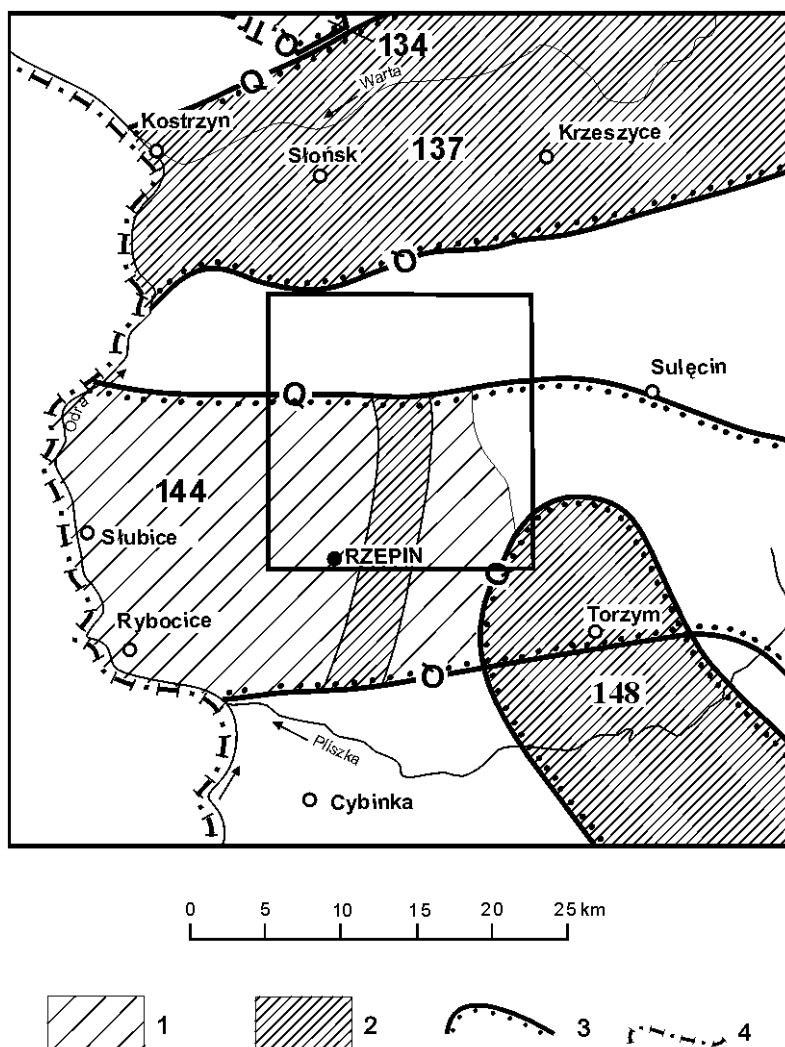 Tr
Q
134
Q
Warta
Kostrzyn
Słońsk
137
Krzeszyce
Q
Sulęcin
Odra
Q
144
Słubice
RZEPIN
Q
Rybocice
Torzym
Q
148
Pliszka
Cybinka
0 5 10 15 20 25 km
1 2 3 4